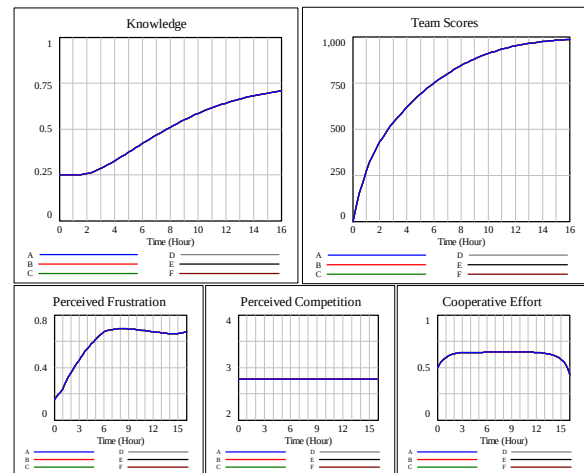 Knowledge
1
0.75
0.5
0.25
0
0 2 4 6 8 10 12 14 16
Time (Hour)
A D
B E
C F
Team Scores
1,000
750
500
250
0
0 2 4 6 8 10 12 14 16
Time (Hour)
A D
B E
C F
Perceived Frustration
0.8
0.4
0
0 3 6 9 12 15
Time (Hour)
A D
B E
C F
Perceived Competition
4
3
2
0 3 6 9 12 15
Time (Hour)
A D
B E
C F
Cooperative Effort
1
0.5
0
0 3 6 9 12 15
Time (Hour)
A D
B E
C F